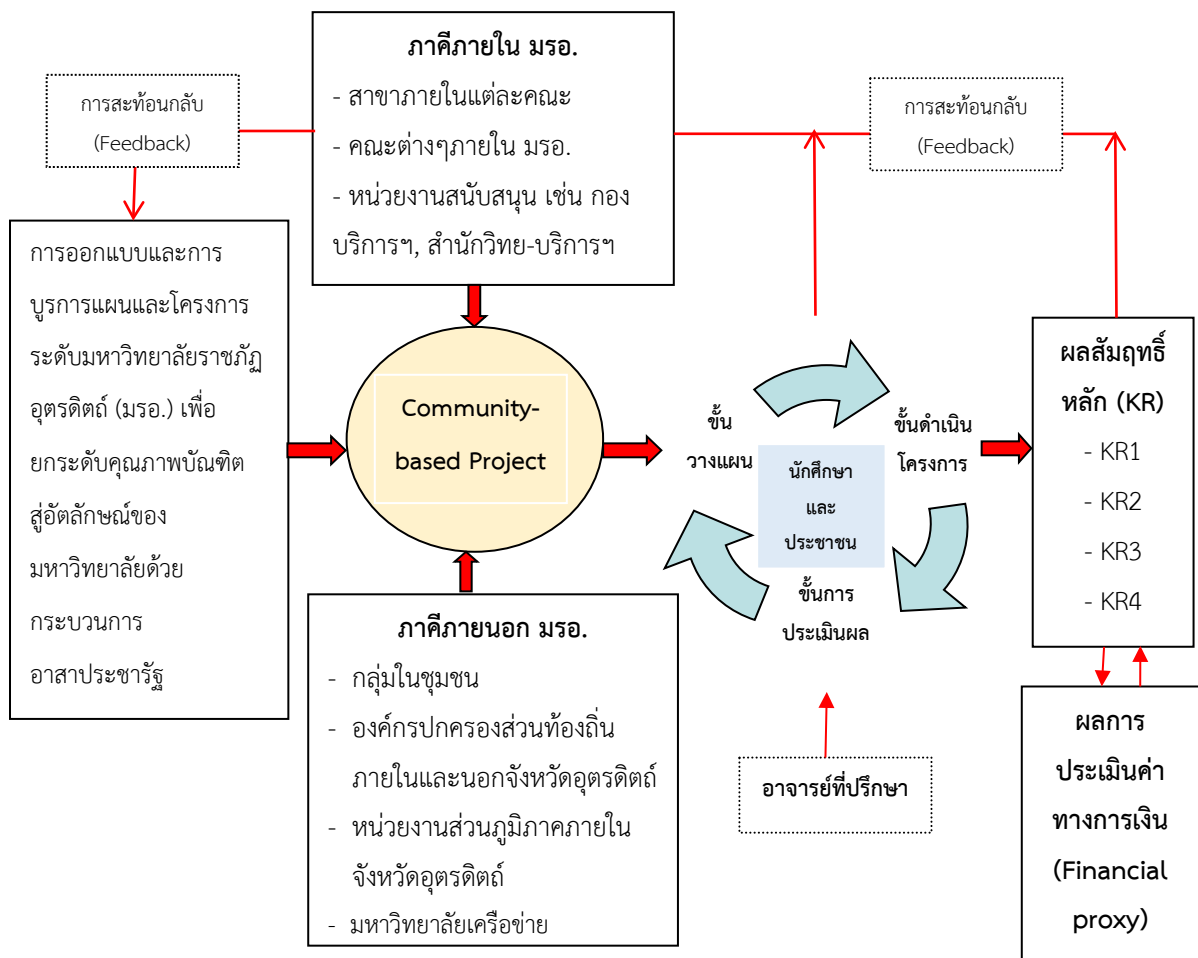 ภาคีภายใน มรอ.
- สาขาภายในแต่ละคณะ
- คณะต่างๆภายใน มรอ.
- หน่วยงานสนับสนุน เช่น กอง
บริการฯ, สำนักวิทย-บริการฯ
การสะท้อนกลับ
(Feedback)
การสะท้อนกลับ
(Feedback)
การออกแบบและการ
บูรการแผนและโครงการ
ระดับมหาวิทยาลัยราชภัฏ
อุตรดิตถ์ (มรอ.) เพื่อ
ยกระดับคุณภาพบัณฑิต
สู่อัตลักษณ์ของ
มหาวิทยาลัยด้วย
กระบวนการ
อาสาประชารัฐ
Community-
based Project
ขั้น
วางแผน
ขั้นดำเนิน
โครงการ
นักศึกษา
และ
ประชาชน
ขั้นการ
ประเมินผล
ผลสัมฤทธิ์
หลัก (KR)
- KR1
- KR2
- KR3
- KR4
ภาคีภายนอก มรอ.
- กลุ่มในชุมชน
- องค์กรปกครองส่วนท้องถิ่น
ภายในและนอกจังหวัดอุตรดิตถ์
- หน่วยงานส่วนภูมิภาคภายใน
จังหวัดอุตรดิตถ์
- มหาวิทยาลัยเครือข่าย
อาจารย์ที่ปรึกษา
ผลการ
ประเมินค่า
ทางการเงิน
(Financial
proxy)